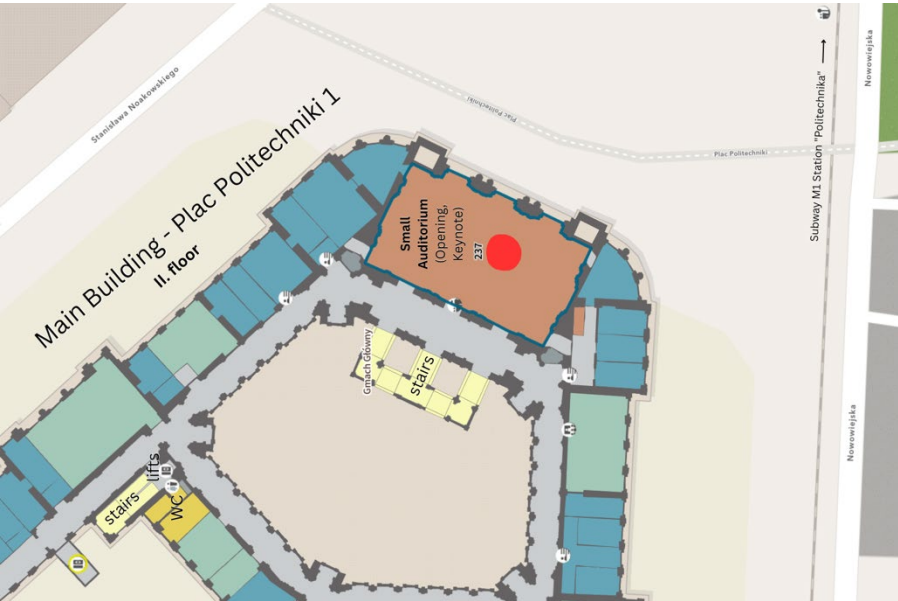 Stanisława Noakowskiego
Main Building - Plac Politechniki 1
II. floor
Plac Politechniki
Plac Politechniki
Small
Auditorium
(Opening,
Keynote)
237
Gmach Główny
stairs
lifts
stairs
WC
Subway M1 Station "Politechnika" ⟶
Nowowiejska
Nowowiejska